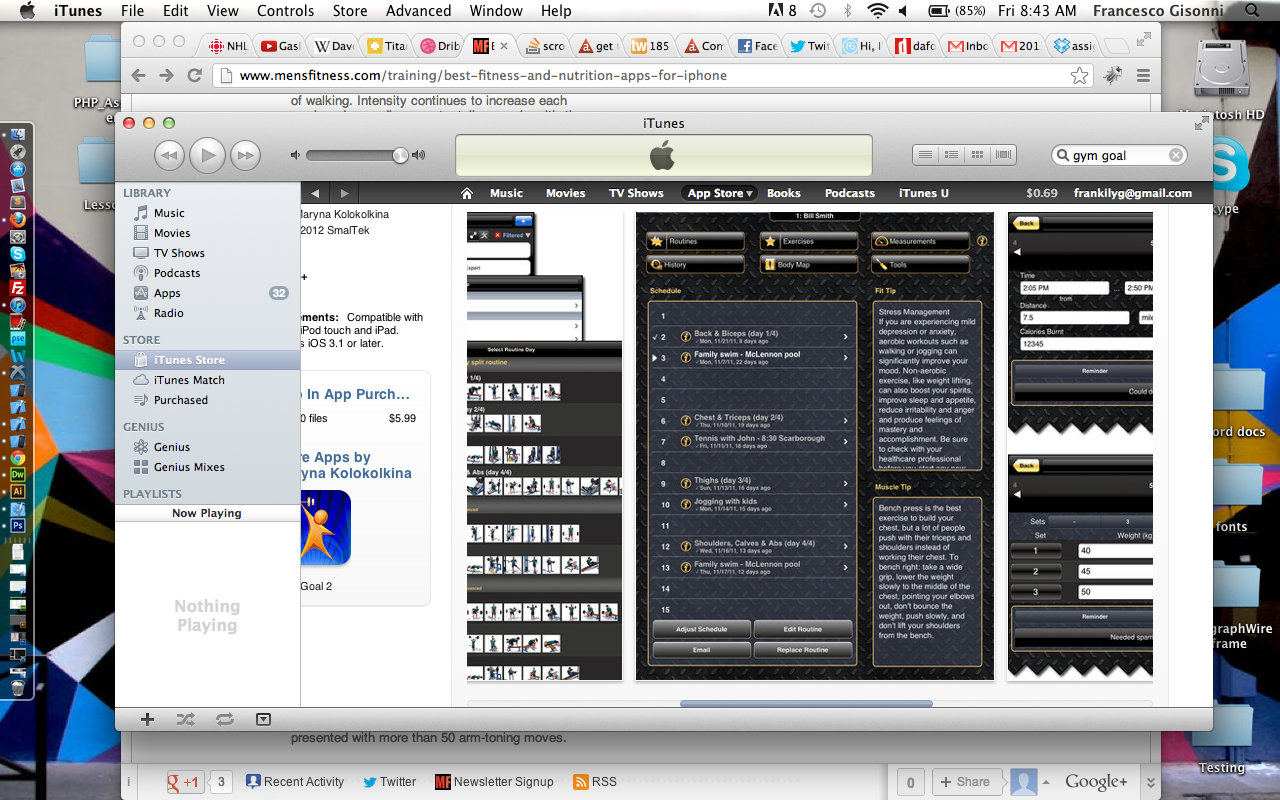 iTunes File Edit View Controls Store Advanced Window Help
8 (85%) Fri 8:43 AM Francesco Gisonni
NHL Gasl Dav Tita Drib E scro get 185 Con Face Twit Hi, I dafo Inbo 201 assi
www.mensfitness.com/training/best-fitness-and-nutrition-apps-for-iphone
of walking. Intensity continues to increase each
PHP_As
Macintosh HD
Lesso
kype
ord docs
fonts
graphWire
frame
Testing
iTunes
gym goal
LIBRARY
Music
Movies
TV Shows
Podcasts
Apps 32
Radio
STORE
iTunes Store
iTunes Match
Purchased
GENIUS
Genius
Genius Mixes
PLAYLISTS
Now Playing
Nothing
Playing
Music Movies TV Shows App Store Books Podcasts iTunes U $0.69 frankilyg@gmail.com
Maryna Kolokolkina
2012 SmalTek
+
ements: Compatible with
iPod touch and iPad.
s iOS 3.1 or later.
In App Purch...
0 files $5.99
re Apps by
ryna Kolokolkina
Goal 2
Filtered
xpert
Select Routine Day
y split routine
1/4)
ay 2/4)
& Abs (day 4/4)
1: Bill Smith
Routines Exercises Measurements
History Body Map Tools
Schedule
1
2 Back & Biceps (day 1/4)
Mon, 11/21/11, 8 days ago
3 Family swim - McLennon pool
Mon, 11/7/11, 22 days ago
4
5
6 Chest & Triceps (day 2/4)
Thu, 11/10/11, 19 days ago
7 Tennis with John - 8:30 Scarborough
Fri, 11/11/11, 18 days ago
8
9 Thighs (day 3/4)
Sun, 11/13/11, 16 days ago
10 Jogging with kids
Mon, 11/14/11, 15 days ago
11
12 Shoulders, Calves & Abs (day 4/4)
Wed, 11/16/11, 13 days ago
13 Family swim - McLennon pool
Thu, 11/17/11, 12 days ago
14
15
Adjust Schedule Edit Routine
Email Replace Routine
Fit Tip
Stress Management
If you are experiencing mild
depression or anxiety,
aerobic workouts such as
walking or jogging can
significantly improve your
mood. Non-aerobic
exercise, like weight lifting,
can also boost your spirits,
improve sleep and appetite,
reduce irritability and anger
and produce feelings of
mastery and
accomplishment. Be sure
to check with your
healthcare professional
before you start any new
Muscle Tip
Bench press is the best
exercise to build your
chest, but a lot of people
push with their triceps and
shoulders instead of
working their chest. To
bench right: take a wide
grip, lower the weight
slowly to the middle of the
chest, pointing your elbows
out, don't bounce the
weight, push slowly, and
don't lift your shoulders
from the bench.
Back
4
Time
2:05 PM ... 2:50 P
from
Distance
7.5 mile
Calories Burnt
12345
Reminder
Could d
Back
4
Sets - 3
Set Weight (kg
1 40
2 45
3 50
Reminder
Needed spar
presented with more than 50 arm-toning moves.
+1 3 Recent Activity Twitter MF Newsletter Signup RSS
0 + Share Google+